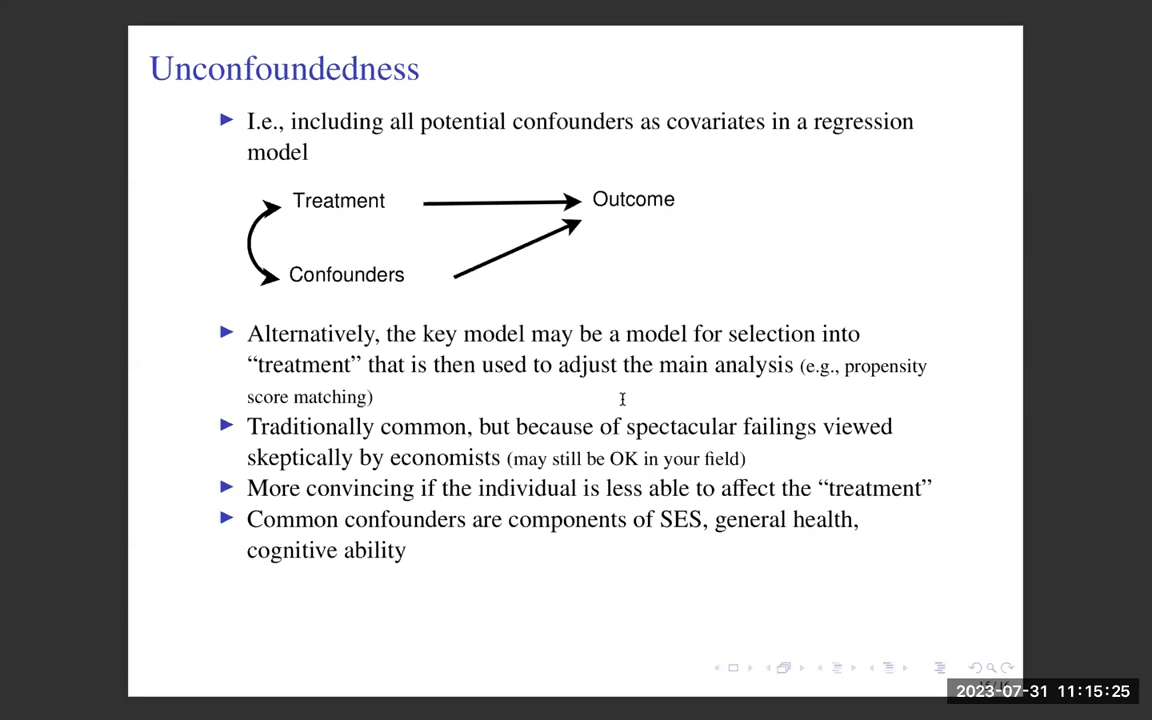 Unconfoundedness
I.e., including all potential confounders as covariates in a regression
model
Treatment
Outcome
Confounders
Alternatively, the key model may be a model for selection into
“treatment” that is then used to adjust the main analysis (e.g., propensity
score matching)
Traditionally common, but because of spectacular failings viewed
skeptically by economists (may still be OK in your field)
More convincing if the individual is less able to affect the “treatment”
Common confounders are components of SES, general health,
cognitive ability
2023-07-31 11:15:25